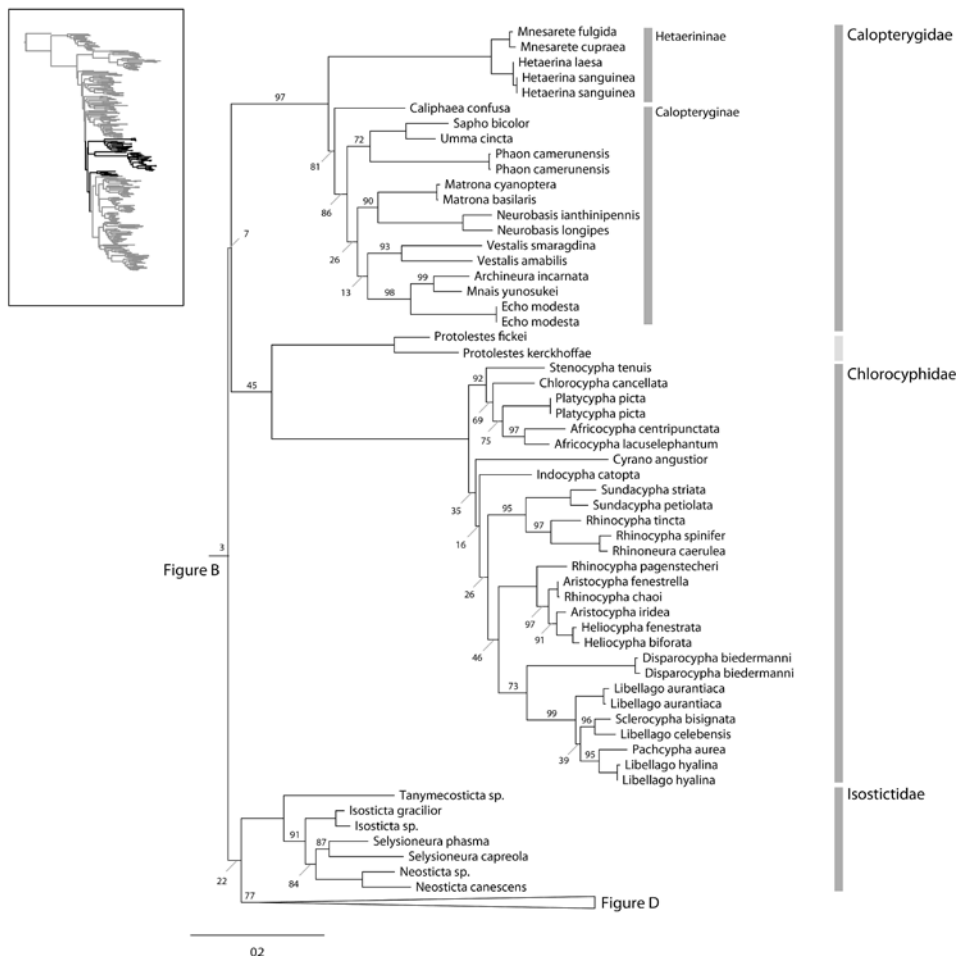 Mnesarete fulgida
Hetaerininae
Calopterygidae
Mnesarete cupraea
Hetaerina laesa
Hetaerina sanguinea
Hetaerina sanguinea
97
Caliphaea confusa
Calopteryginae
Sapho bicolor
72
Umma cincta
Phaon camerunensis
81
Phaon camerunensis
Matrona cyanoptera
90
Matrona basilaris
86
Neurobasis ianthinipennis
Neurobasis longipes
7
93
Vestalis smaragdina
26
Vestalis amabilis
99
Archineura incarnata
13
98
Mnais yunosukei
Echo modesta
Echo modesta
Protolestes fickei
Protolestes kerckhoffae
Stenocypha tenuis
Chlorocyphidae
92
45
Chlorocypha cancellata
Platycypha picta
69
Platycypha picta
97
Africocypha centripunctata
75
Africocypha lacuselephantum
Cyrano angustior
Indocypha catopta
35
Sundacypha striata
95
Sundacypha petiolata
Rhinocypha tincta
97
16
Rhinocypha spinifer
3
Rhinoneura caerulea
Figure B
Rhinocypha pagenstecheri
Aristocypha fenestrella
26
Rhinocypha chaoi
Aristocypha iridea
97
Heliocypha fenestrata
91
Heliocypha biforata
46
Disparocypha biedermanni
Disparocypha biedermanni
73
Libellago aurantiaca
Libellago aurantiaca
99
96
Sclerocypha bisignata
Libellago celebensis
95
Pachcypha aurea
39
Libellago hyalina
Libellago hyalina
Tanymecosticta sp.
Isostictidae
Isosticta gracilior
91
Isosticta sp.
87
Selysioneura phasma
Selysioneura capreola
22
84
Neosticta sp.
Neosticta canescens
77
Figure D
02